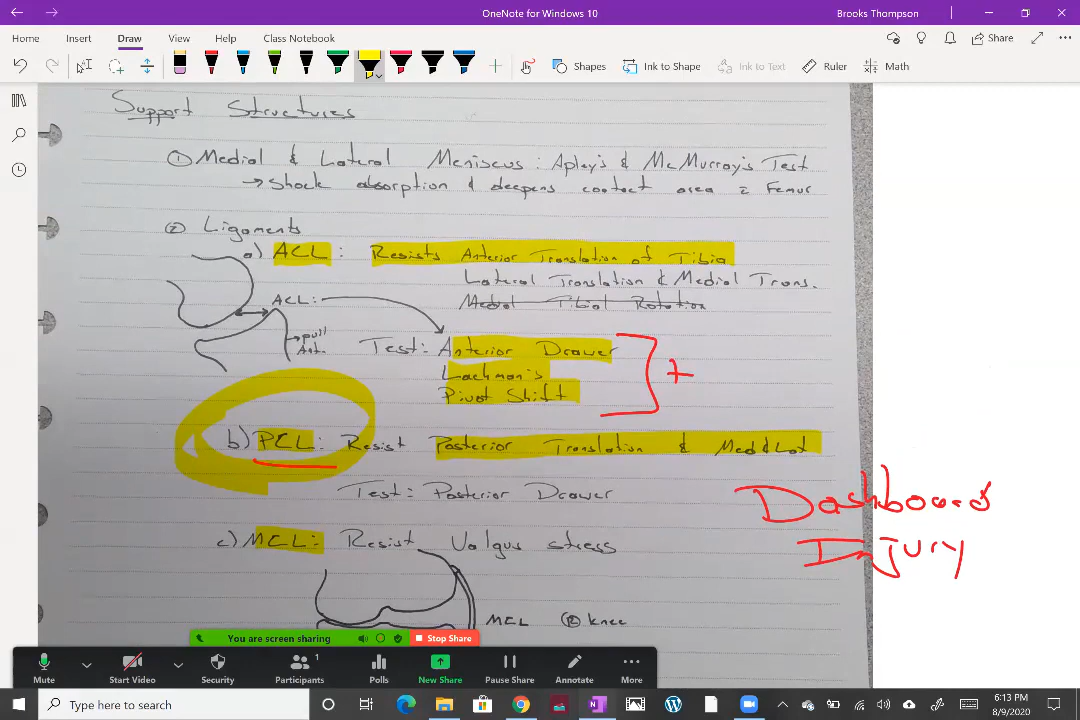 OneNote for Windows 10
Brooks Thompson
Home Insert Draw View Help Class Notebook
Share
Shapes Ink to Shape Ink to Text Ruler Math
Support Structures
① Medial & Lateral Meniscus : Apley's & McMurray's Test
→ Shock absorption & deepens contact area c̄ Femur
② Ligaments
a) ACL : Resists Anterior Translation of Tibia
Lateral Translation & Medial Trans.
Medial Tibial Rotation
ACL:
pull
Ant.
Test: Anterior Drawer
Lachman's
Pivot Shift
+
b) PCL: Resist Posterior Translation & Med & Lat
Test: Posterior Drawer
Dashboard
Injury
c) MCL: Resist Valgus stress
MCL Ⓡ knee
You are screen sharing
Stop Share
1
Mute Start Video Security Participants Polls New Share Pause Share Annotate More
Type here to search
6:13 PM
8/9/2020